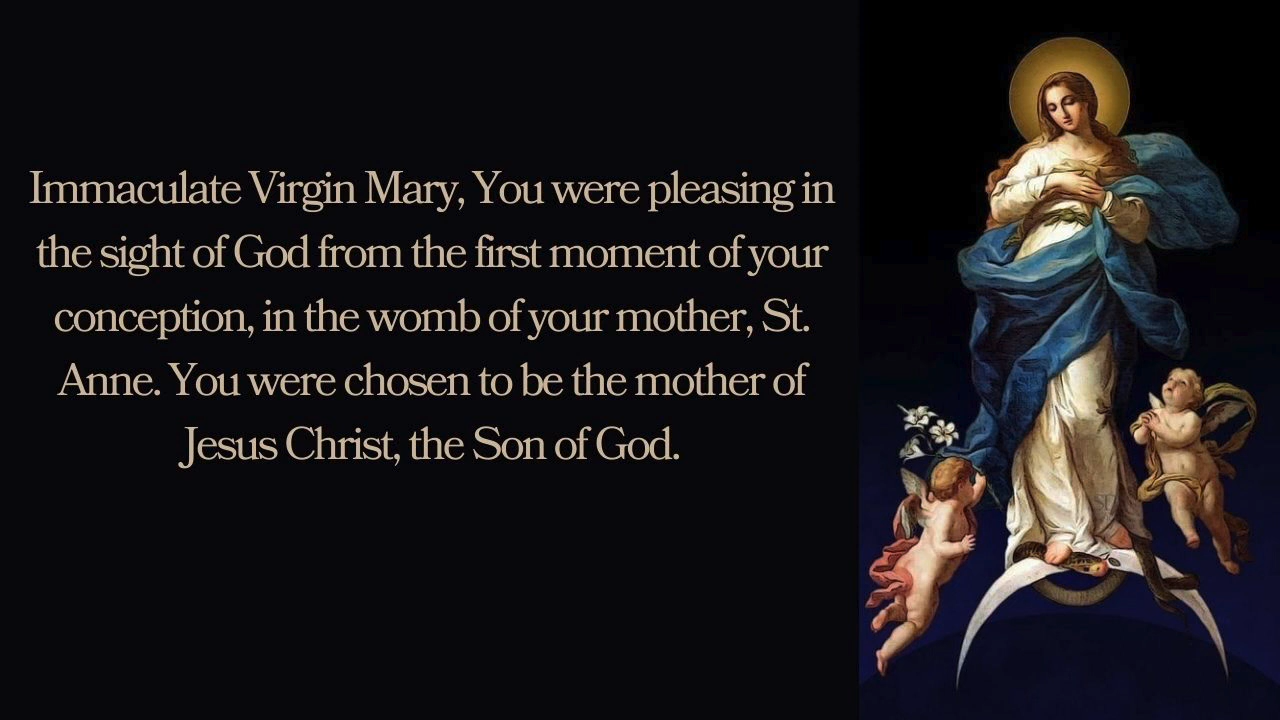 Immaculate Virgin Mary, You were pleasing in
the sight of God from the first moment of your
conception, in the womb of your mother, St.
Anne. You were chosen to be the mother of
Jesus Christ, the Son of God.